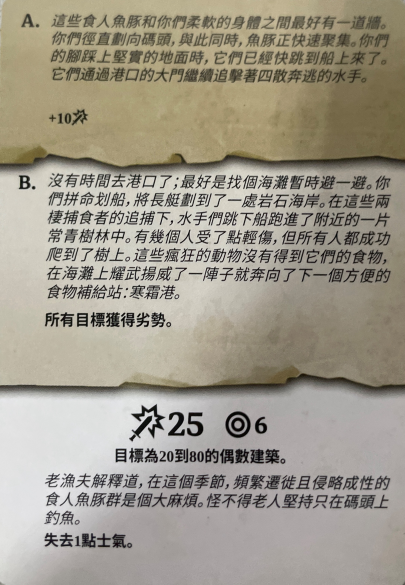 A. 這些食人魚豚和你們柔軟的身體之間最好有一道牆。
你們徑直劃向碼頭,與此同時,魚豚正快速聚集。你們
的腳踩上堅實的地面時,它們已經快跳到船上來了。
它們通過港口的大門繼續追擊著四散奔逃的水手。
+10
B. 沒有時間去港口了;最好是找個海灘暫時避一避。你
們拼命划船,將長艇劃到了一處岩石海岸。在這些兩
棲捕食者的追捕下,水手們跳下船跑進了附近的一片
常青樹林中。有幾個人受了點輕傷,但所有人都成功
爬到了樹上。這些瘋狂的動物沒有得到它們的食物,
在海灘上耀武揚威了一陣子就奔向了下一個方便的
食物補給站:寒霜港。
所有目標獲得劣勢。
25 6
目標為20到80的偶數建築。
老漁夫解釋道,在這個季節,頻繁遷徙且侵略成性的
食人魚豚群是個大麻煩。怪不得老人堅持只在碼頭上
釣魚。
失去1點士氣。